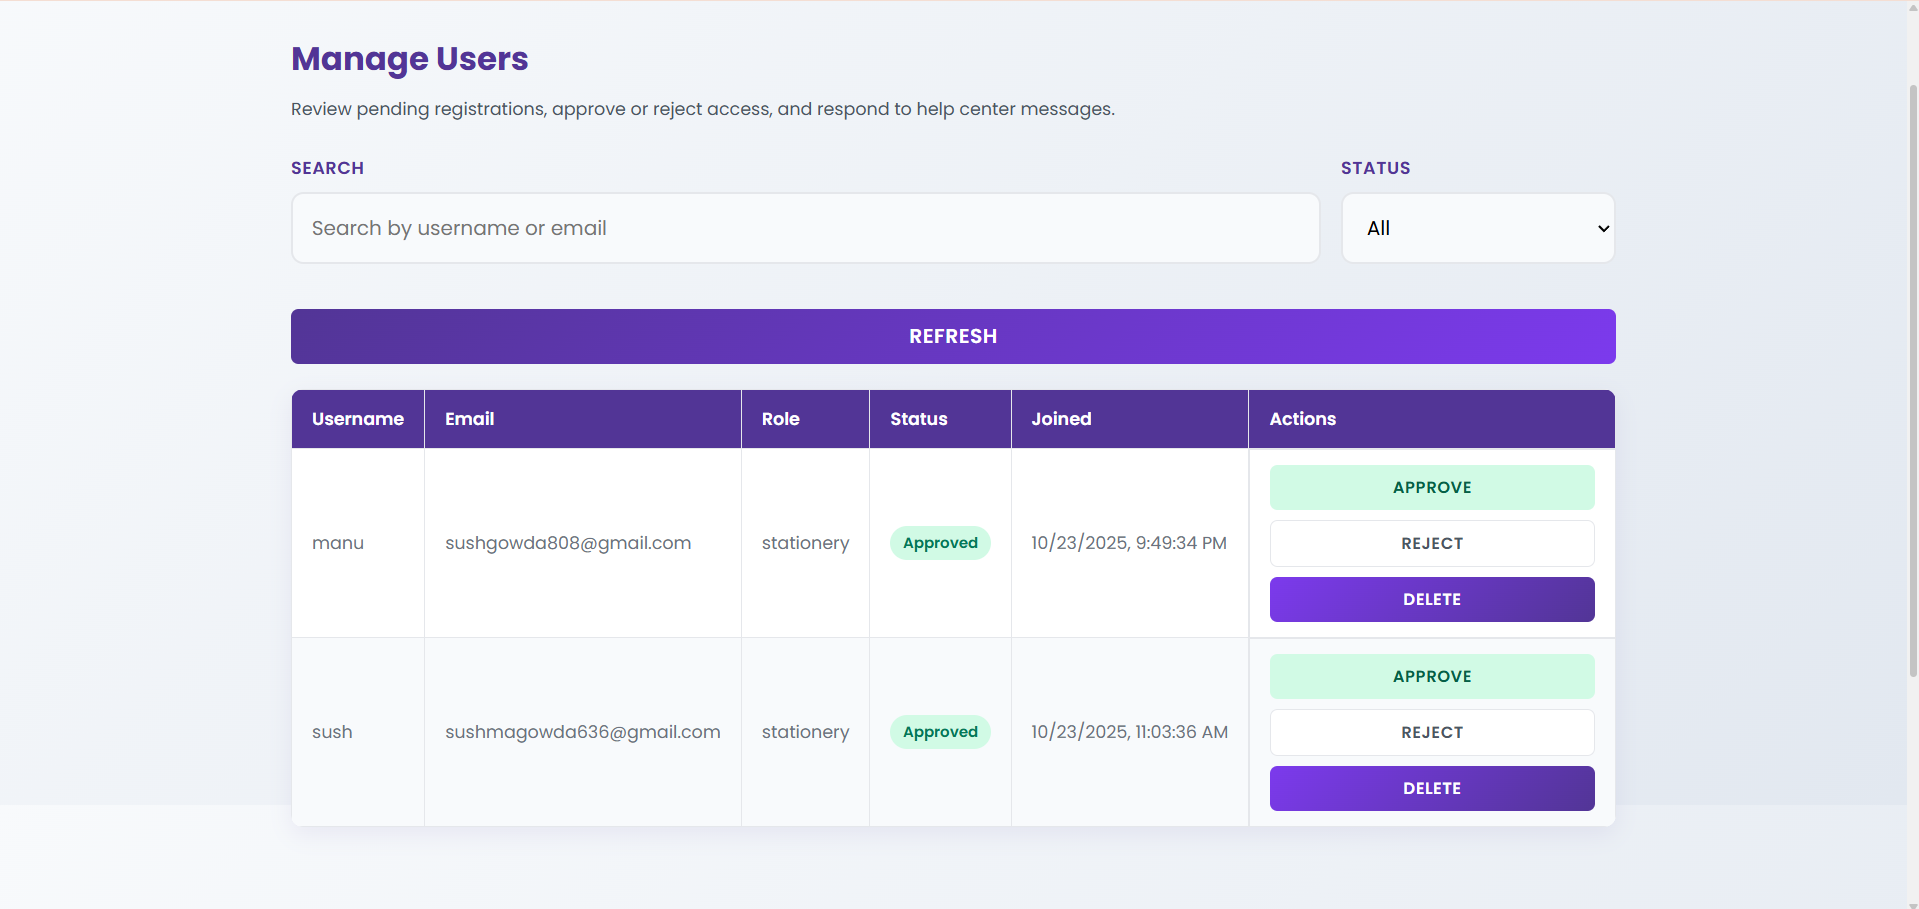 Manage Users
Review pending registrations, approve or reject access, and respond to help center messages.
SEARCH
STATUS
Search by username or email
All
REFRESH
Username Email Role Status Joined Actions
manu sushgowda808@gmail.com stationery Approved 10/23/2025, 9:49:34 PM
APPROVE
REJECT
DELETE
sush sushmagowda636@gmail.com stationery Approved 10/23/2025, 11:03:36 AM
APPROVE
REJECT
DELETE